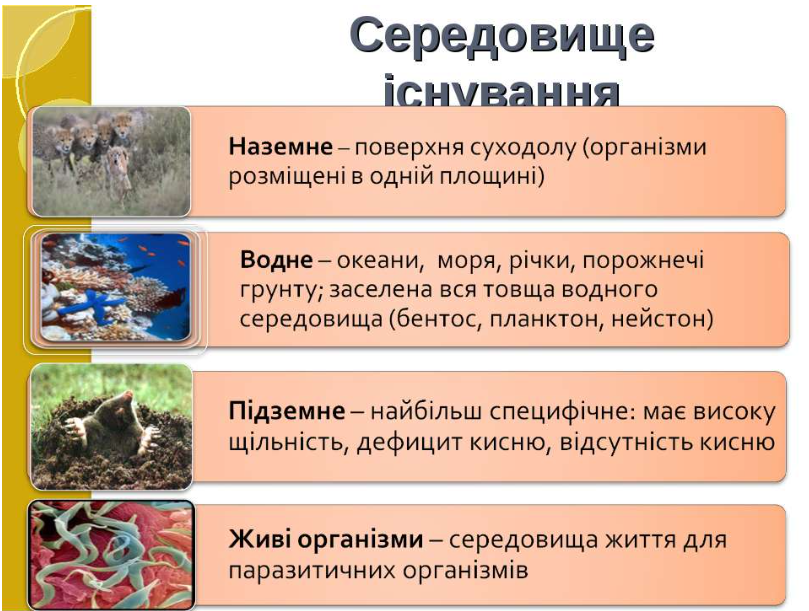 Середовище
існування
Наземне – поверхня суходолу (організми
розміщені в одній площині)
Водне – океани, моря, річки, порожнечі
грунту; заселена вся товща водного
середовища (бентос, планктон, нейстон)
Підземне – найбільш специфічне: має високу
щільність, дефицит кисню, відсутність кисню
Живі організми – середовища життя для
паразитичних організмів